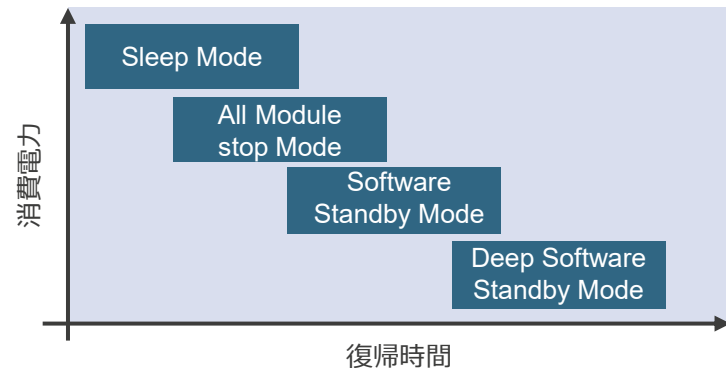 消費電力
Sleep Mode
All Module
stop Mode
Software
Standby Mode
Deep Software
Standby Mode
復帰時間